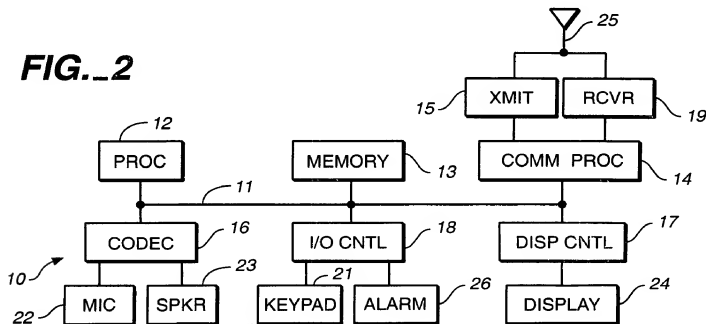 25
FIG._2
15
XMIT
RCVR
19
12
PROC
MEMORY
13
COMM PROC
14
11
CODEC
16
I/O CNTL
18
DISP CNTL
17
10
22
MIC
SPKR
23
KEYPAD
21
ALARM
26
DISPLAY
24